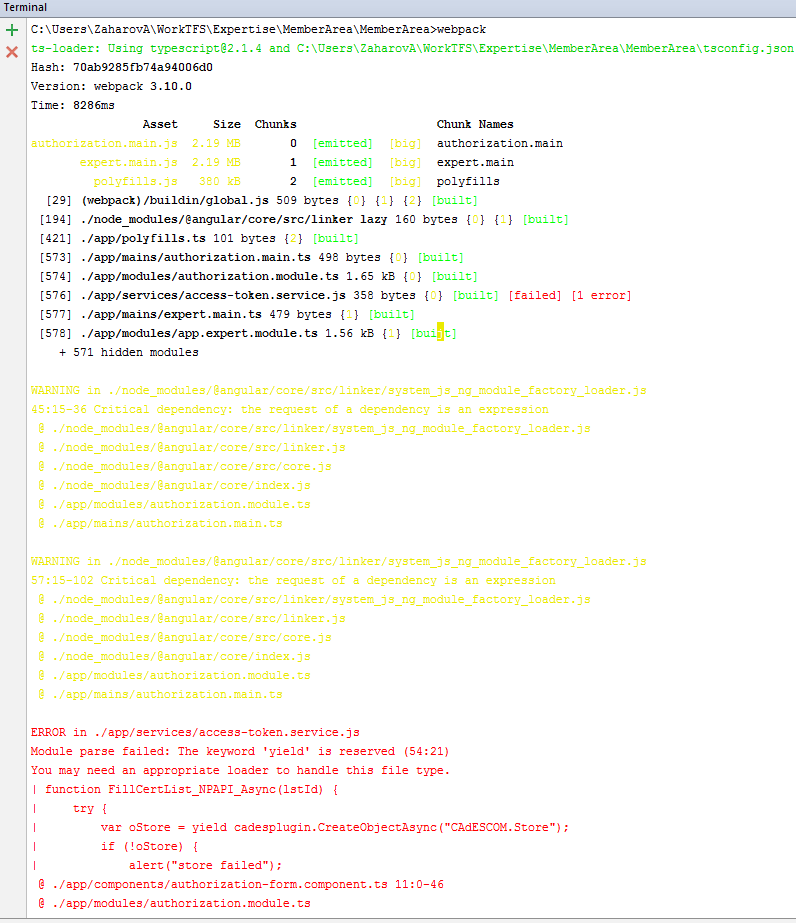 Terminal
C:\Users\ZaharovA\WorkTFS\Expertise\MemberArea\MemberArea>webpack
ts-loader: Using typescript@2.1.4 and C:\Users\ZaharovA\WorkTFS\Expertise\MemberArea\MemberArea\tsconfig.json
Hash: 70ab9285fb74a94006d0
Version: webpack 3.10.0
Time: 8286ms
Asset Size Chunks Chunk Names
authorization.main.js 2.19 MB 0 [emitted] [big] authorization.main
expert.main.js 2.19 MB 1 [emitted] [big] expert.main
polyfills.js 380 kB 2 [emitted] [big] polyfills
[29] (webpack)/buildin/global.js 509 bytes {0} {1} {2} [built]
[194] ./node_modules/@angular/core/src/linker lazy 160 bytes {0} {1} [built]
[421] ./app/polyfills.ts 101 bytes {2} [built]
[573] ./app/mains/authorization.main.ts 498 bytes {0} [built]
[574] ./app/modules/authorization.module.ts 1.65 kB {0} [built]
[576] ./app/services/access-token.service.js 358 bytes {0} [built] [failed] [1 error]
[577] ./app/mains/expert.main.ts 479 bytes {1} [built]
[578] ./app/modules/app.expert.module.ts 1.56 kB {1} [built]
+ 571 hidden modules
WARNING in ./node_modules/@angular/core/src/linker/system_js_ng_module_factory_loader.js
45:15-36 Critical dependency: the request of a dependency is an expression
@ ./node_modules/@angular/core/src/linker/system_js_ng_module_factory_loader.js
@ ./node_modules/@angular/core/src/linker.js
@ ./node_modules/@angular/core/src/core.js
@ ./node_modules/@angular/core/index.js
@ ./app/modules/authorization.module.ts
@ ./app/mains/authorization.main.ts
WARNING in ./node_modules/@angular/core/src/linker/system_js_ng_module_factory_loader.js
57:15-102 Critical dependency: the request of a dependency is an expression
@ ./node_modules/@angular/core/src/linker/system_js_ng_module_factory_loader.js
@ ./node_modules/@angular/core/src/linker.js
@ ./node_modules/@angular/core/src/core.js
@ ./node_modules/@angular/core/index.js
@ ./app/modules/authorization.module.ts
@ ./app/mains/authorization.main.ts
ERROR in ./app/services/access-token.service.js
Module parse failed: The keyword 'yield' is reserved (54:21)
You may need an appropriate loader to handle this file type.
| function FillCertList_NPAPI_Async(lstId) {
| try {
| var oStore = yield cadesplugin.CreateObjectAsync("CAdESCOM.Store");
| if (!oStore) {
| alert("store failed");
@ ./app/components/authorization-form.component.ts 11:0-46
@ ./app/modules/authorization.module.ts